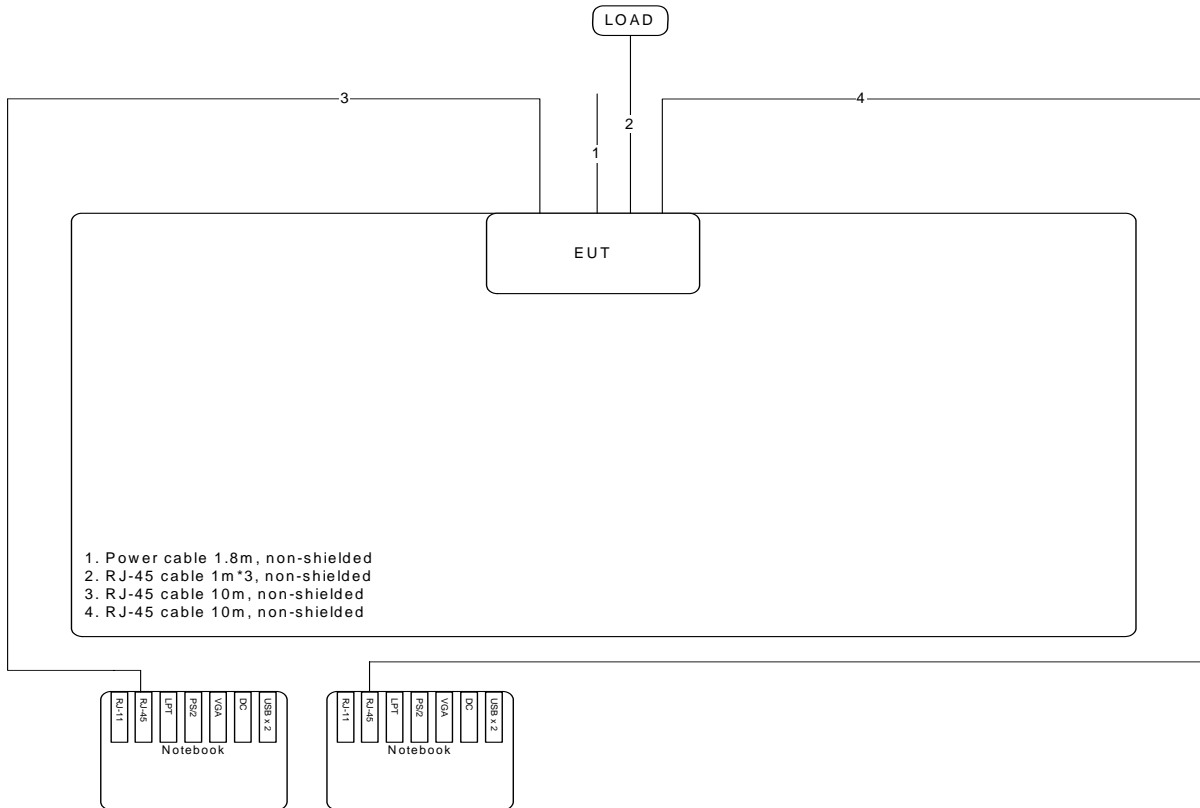 LOAD
3
4
2
1
EUT
1. Power cable 1.8m, non-shielded
2. RJ-45 cable 1m*3, non-shielded
3. RJ-45 cable 10m, non-shielded
4. RJ-45 cable 10m, non-shielded
RJ-11
RJ-45
LPT
PS/2
VGA
DC
USB x 2
Notebook
RJ-11
RJ-45
LPT
PS/2
VGA
DC
USB x 2
Notebook